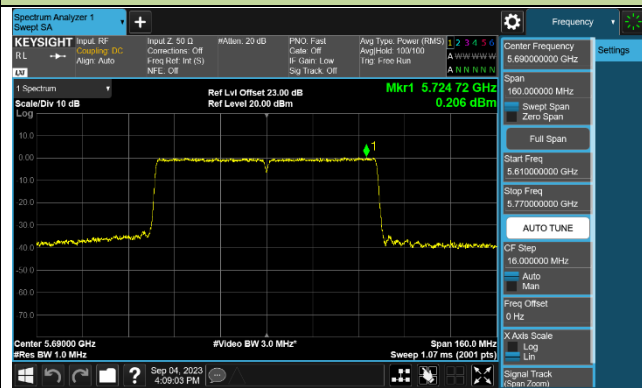 Spectrum Analyzer 1
Swept SA
+
Frequency
KEYSIGHT
RL
LXI
Input: RF
Coupling: DC
Align: Auto
Input Z: 50 Ω
Corrections: Off
Freq Ref: Int (S)
NFE: Off
#Atten: 20 dB
PNO: Fast
Gate: Off
IF Gain: Low
Sig Track: Off
Avg Type: Power (RMS)
Avg|Hold: 100/100
Trig: Free Run
1 2 3 4 5 6
A W W W W W
A N N N N N
Center Frequency
5.690000000 GHz
Settings
Span
160.000000 MHz
Swept Span
Zero Span
Full Span
Start Freq
5.610000000 GHz
Stop Freq
5.770000000 GHz
AUTO TUNE
CF Step
16.000000 MHz
Auto
Man
Freq Offset
0 Hz
X Axis Scale
Log
Lin
Signal Track
(Span Zoom)
1 Spectrum
Scale/Div 10 dB
Log
Ref Lvl Offset 23.00 dB
Ref Level 20.00 dBm
Mkr1 5.724 72 GHz
0.206 dBm
1
10.0
0.00
-10.0
-20.0
-30.0
-40.0
-50.0
-60.0
-70.0
Center 5.69000 GHz
#Res BW 1.0 MHz
#Video BW 3.0 MHz*
Span 160.0 MHz
Sweep 1.07 ms (2001 pts)
?
Sep 04, 2023
4:09:03 PM